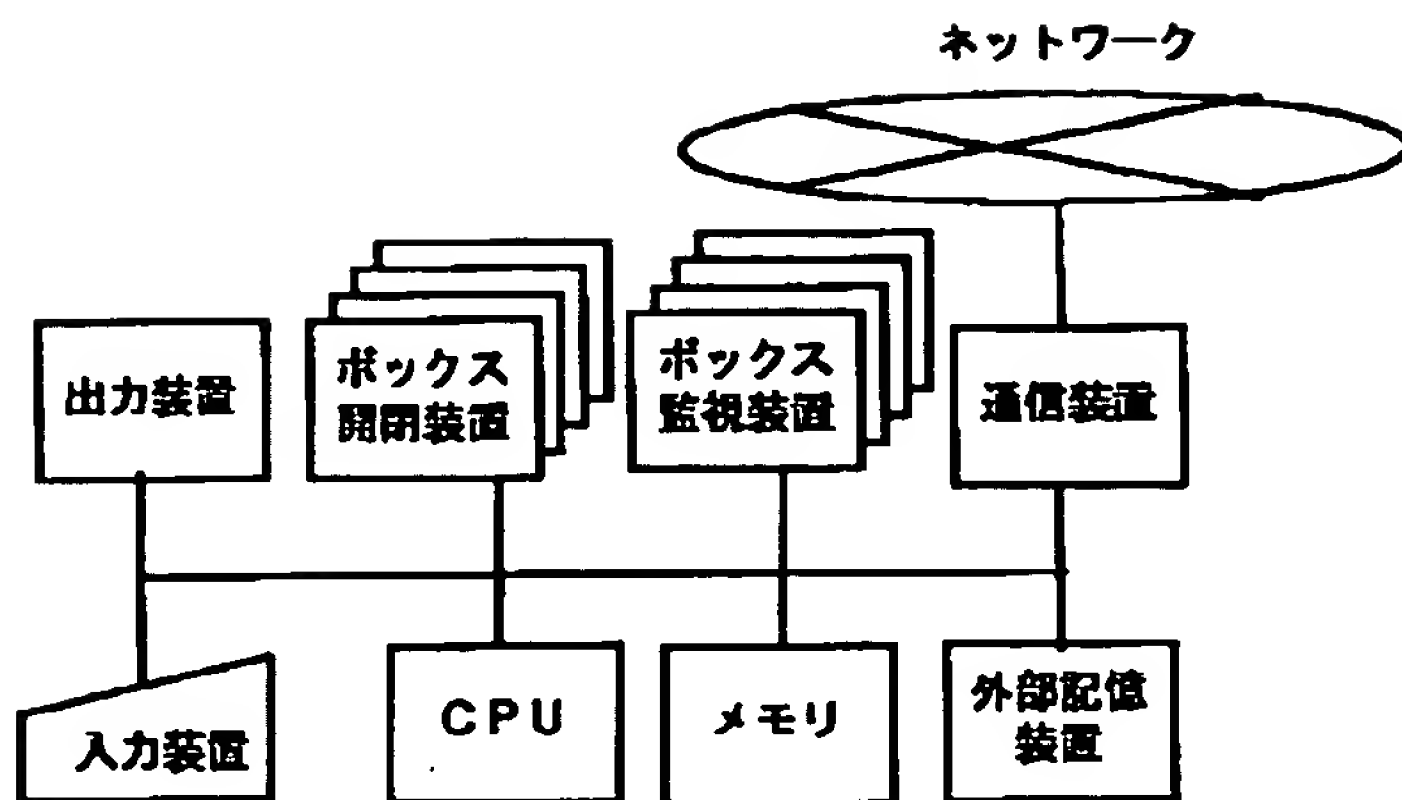 ネットワーク
出力装置
ボックス
開閉装置
ボックス
監視装置
通信装置
入力装置
CPU
メモリ
外部記憶
装置